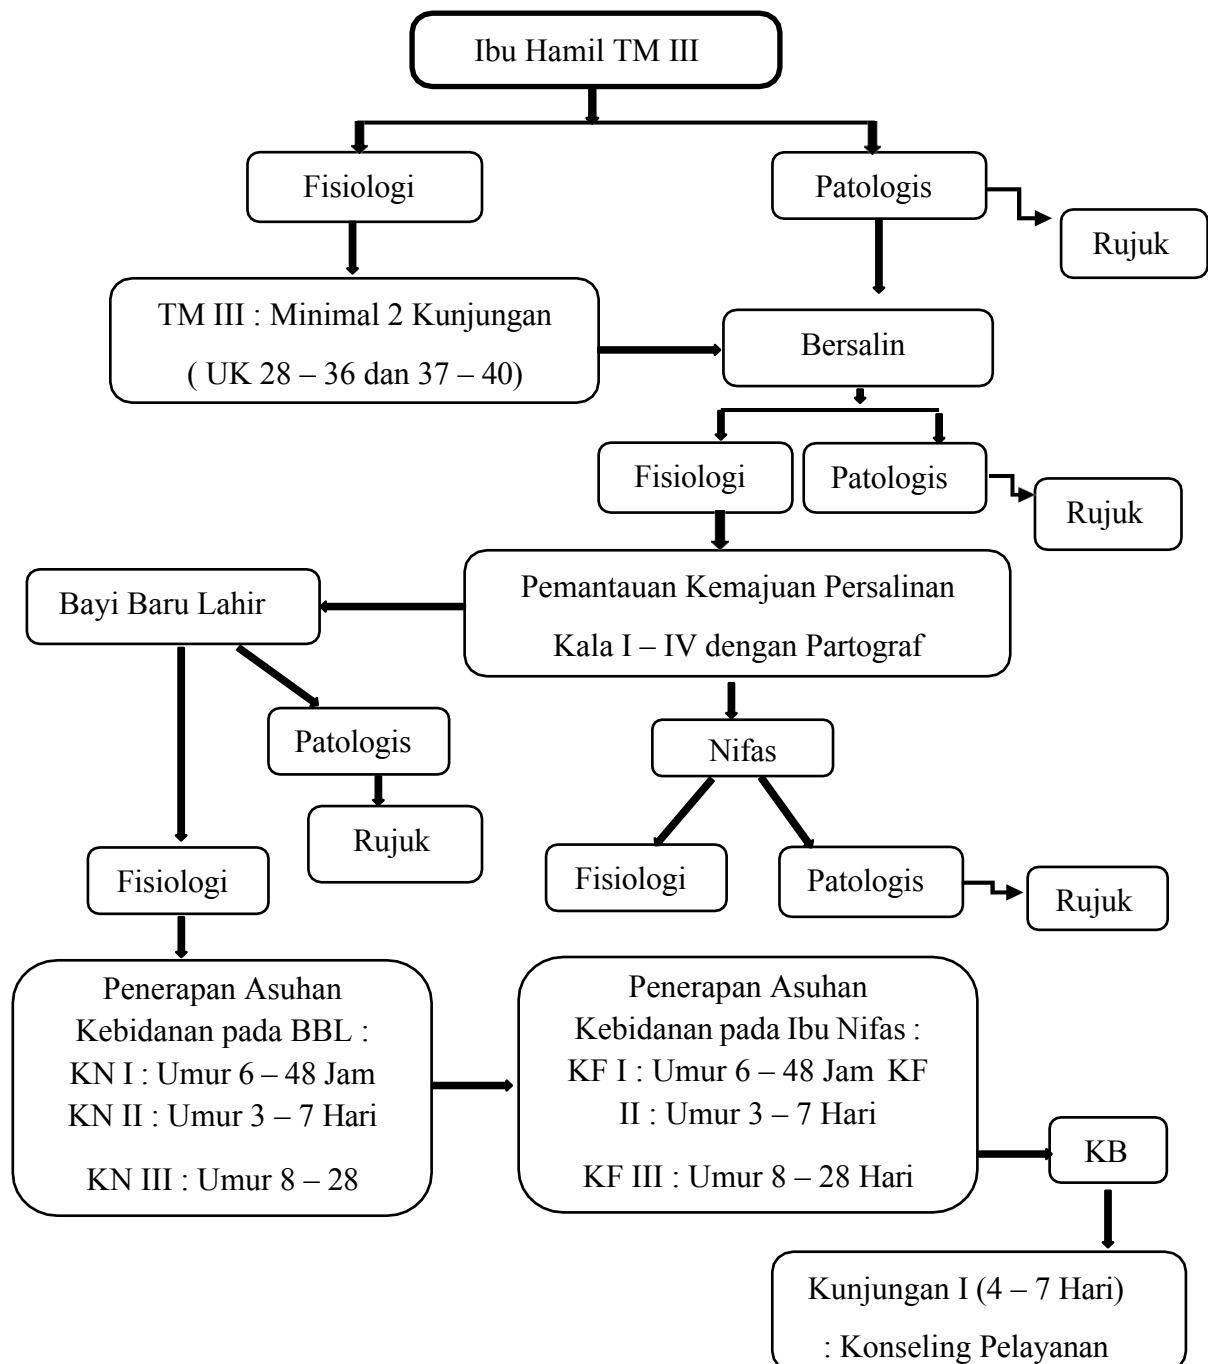 Ibu Hamil TM III
Fisiologi
Patologis
Rujuk
TM III : Minimal 2 Kunjungan
( UK 28 – 36 dan 37 – 40)
Bersalin
Fisiologi
Patologis
Rujuk
Pemantauan Kemajuan Persalinan
Kala I – IV dengan Partograf
Bayi Baru Lahir
Patologis
Rujuk
Nifas
Fisiologi
Fisiologi
Patologis
Rujuk
Penerapan Asuhan
Kebidanan pada BBL :
KN I : Umur 6 – 48 Jam
KN II : Umur 3 – 7 Hari
KN III : Umur 8 – 28
Penerapan Asuhan
Kebidanan pada Ibu Nifas :
KF I : Umur 6 – 48 Jam KF
II : Umur 3 – 7 Hari
KF III : Umur 8 – 28 Hari
KB
Kunjungan I (4 – 7 Hari)
: Konseling Pelayanan